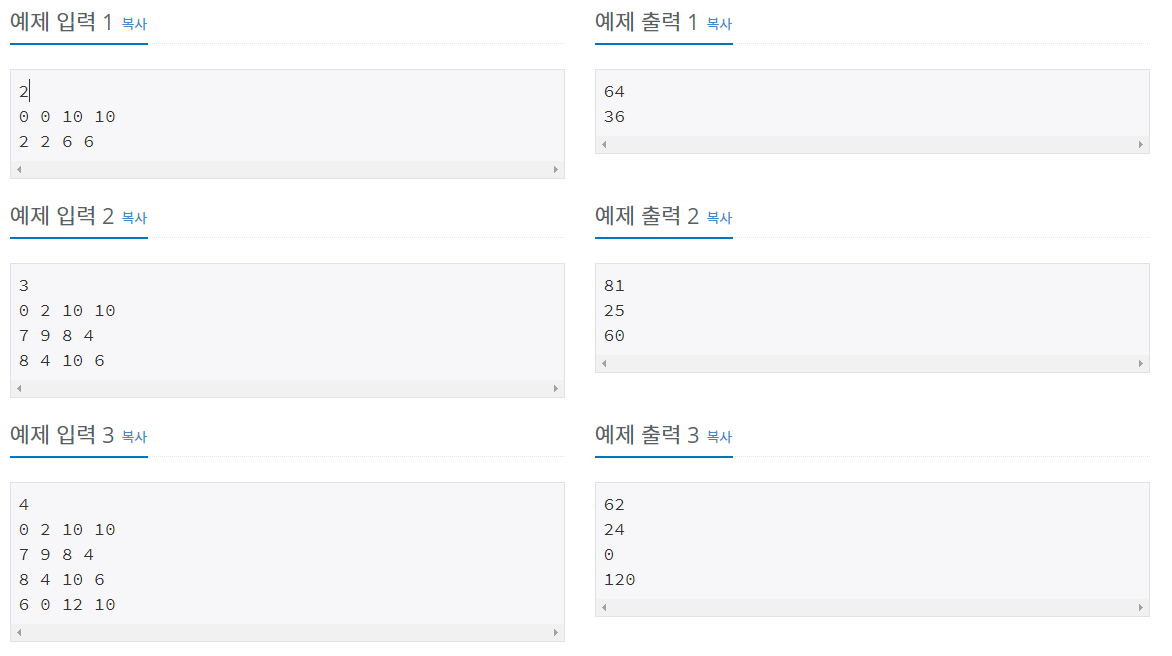 예제 입력 1 복사
2
0 0 10 10
2 2 6 6
예제 출력 1 복사
64
36
예제 입력 2 복사
3
0 2 10 10
7 9 8 4
8 4 10 6
예제 출력 2 복사
81
25
60
예제 입력 3 복사
4
0 2 10 10
7 9 8 4
8 4 10 6
6 0 12 10
예제 출력 3 복사
62
24
0
120